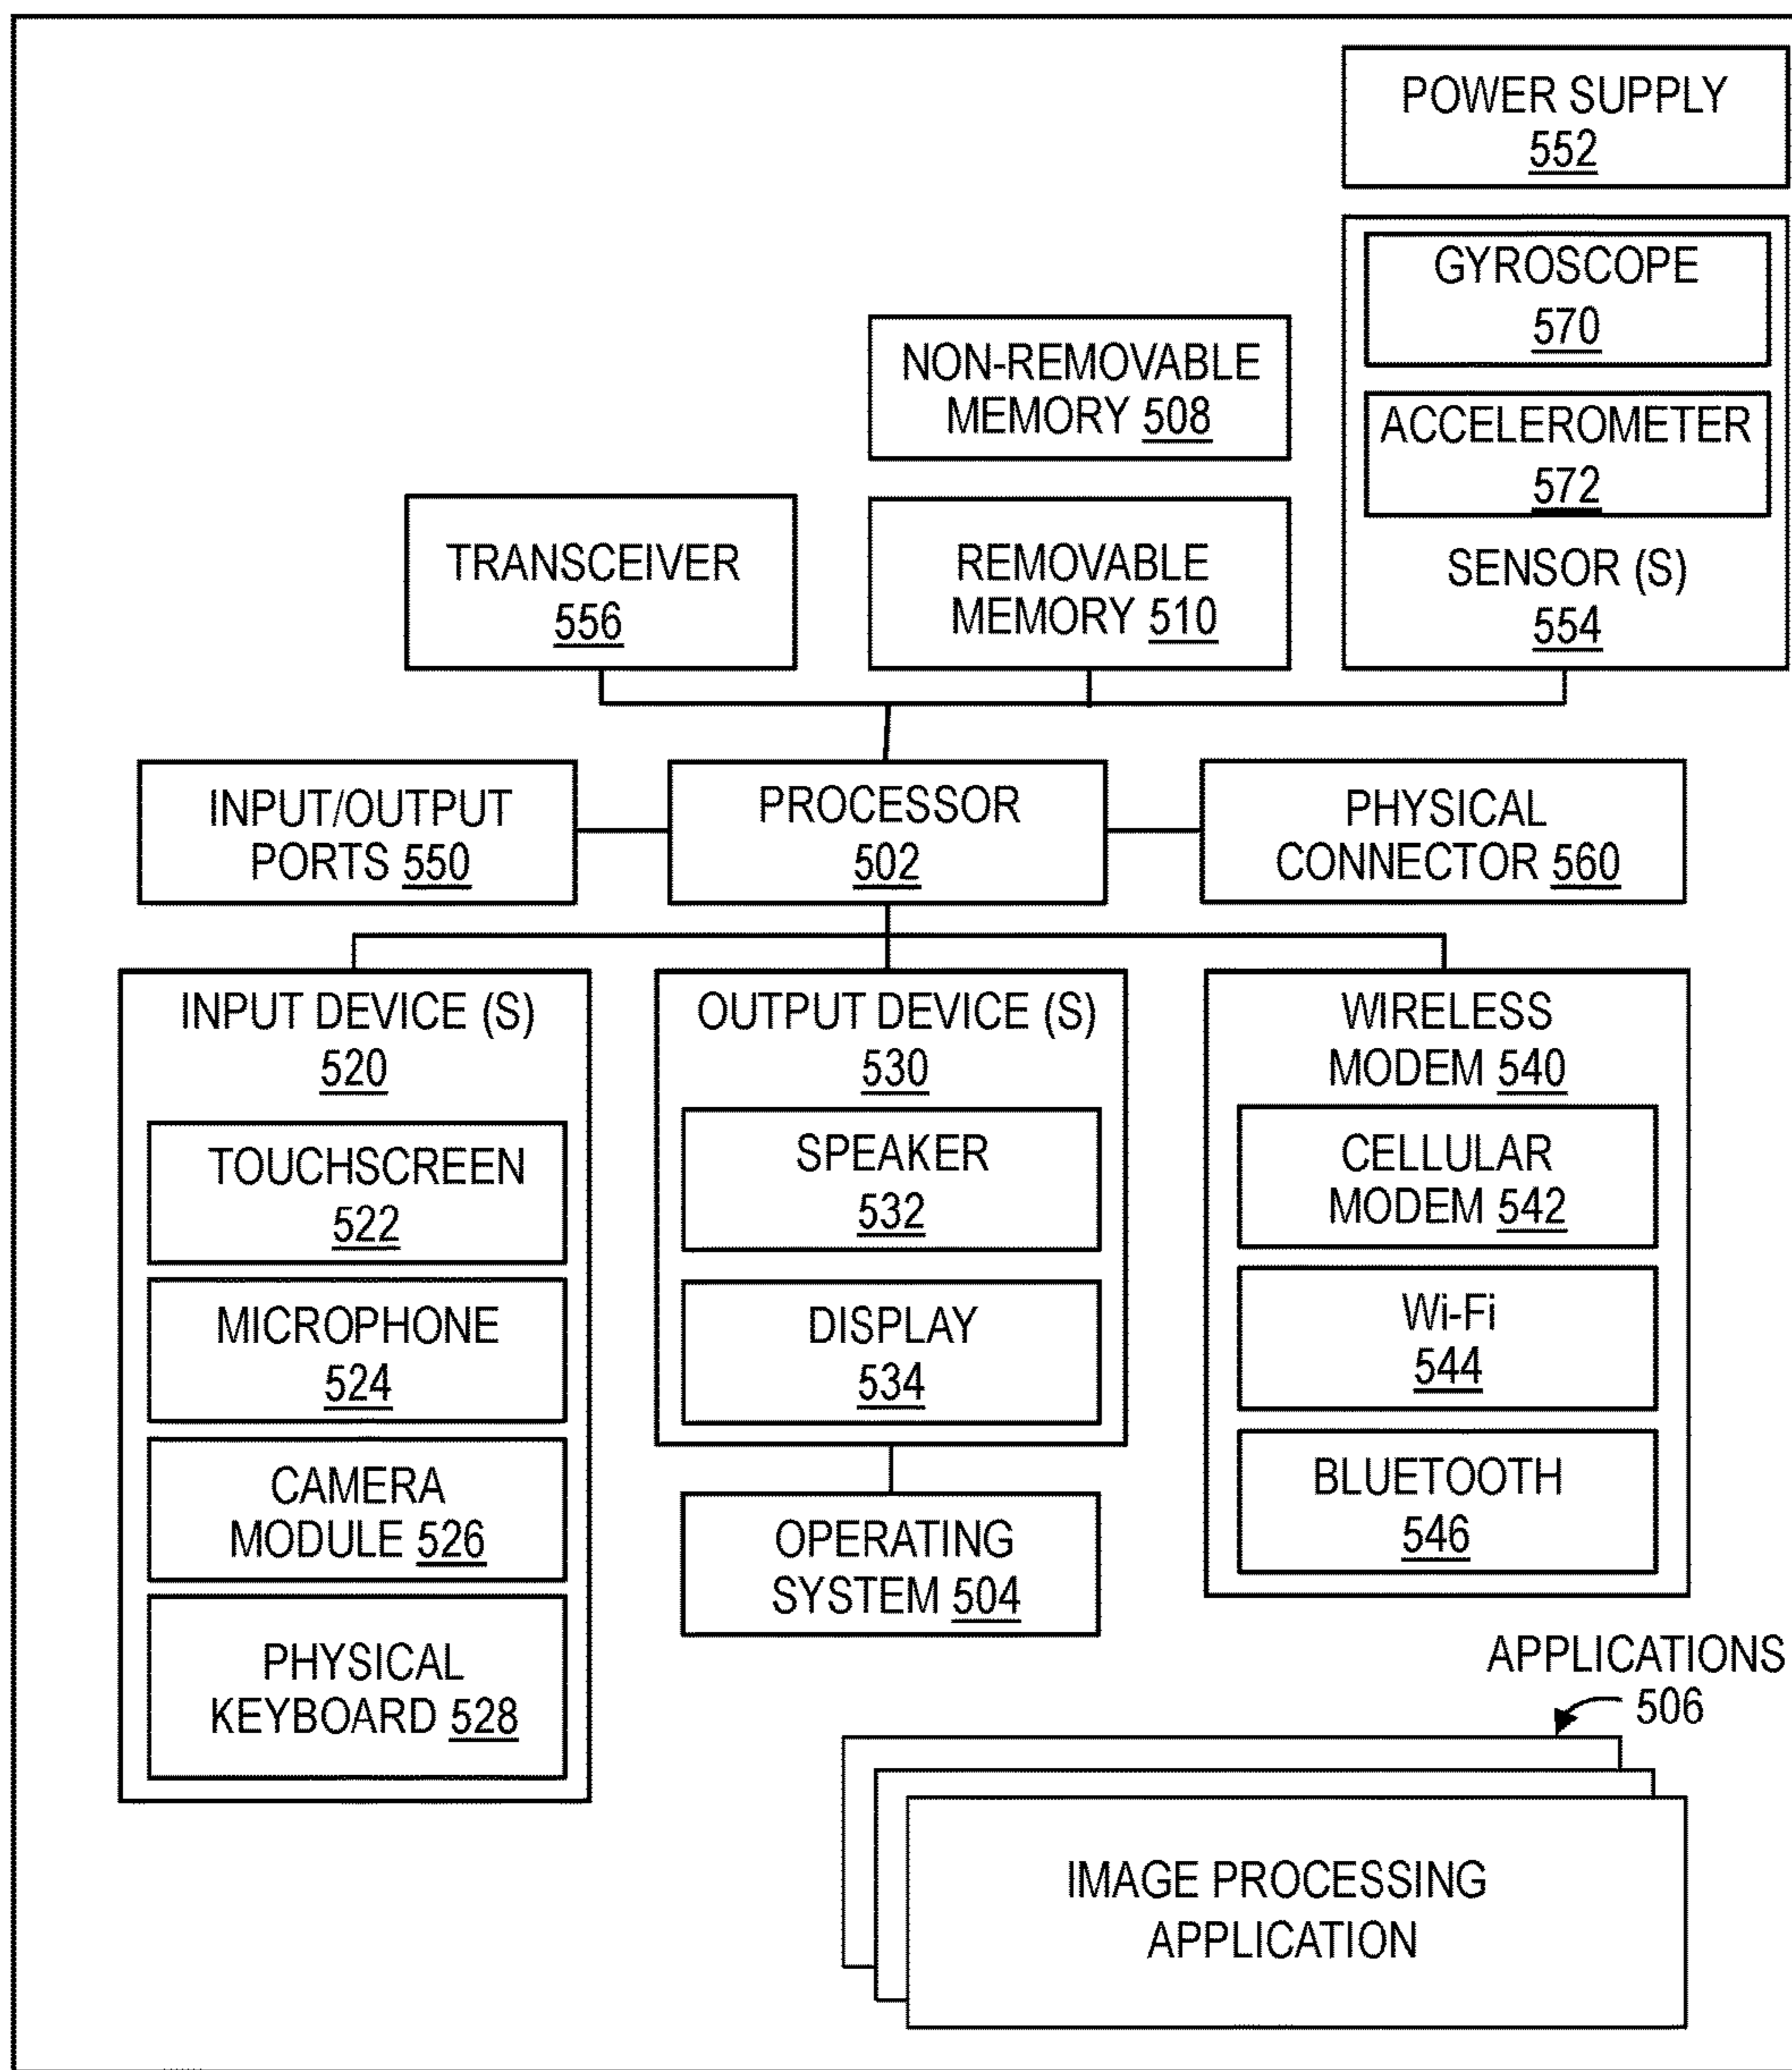 POWER SUPPLY
552
GYROSCOPE
570
ACCELEROMETER
572
SENSOR (S)
554
NON-REMOVABLE
MEMORY 508
REMOVABLE
MEMORY 510
TRANSCEIVER
556
INPUT/OUTPUT
PORTS 550
PROCESSOR
502
PHYSICAL
CONNECTOR 560
INPUT DEVICE (S)
520
TOUCHSCREEN
522
MICROPHONE
524
CAMERA
MODULE 526
PHYSICAL
KEYBOARD 528
OUTPUT DEVICE (S)
530
SPEAKER
532
DISPLAY
534
OPERATING
SYSTEM 504
WIRELESS
MODEM 540
CELLULAR
MODEM 542
Wi-Fi
544
BLUETOOTH
546
APPLICATIONS
506
IMAGE PROCESSING
APPLICATION